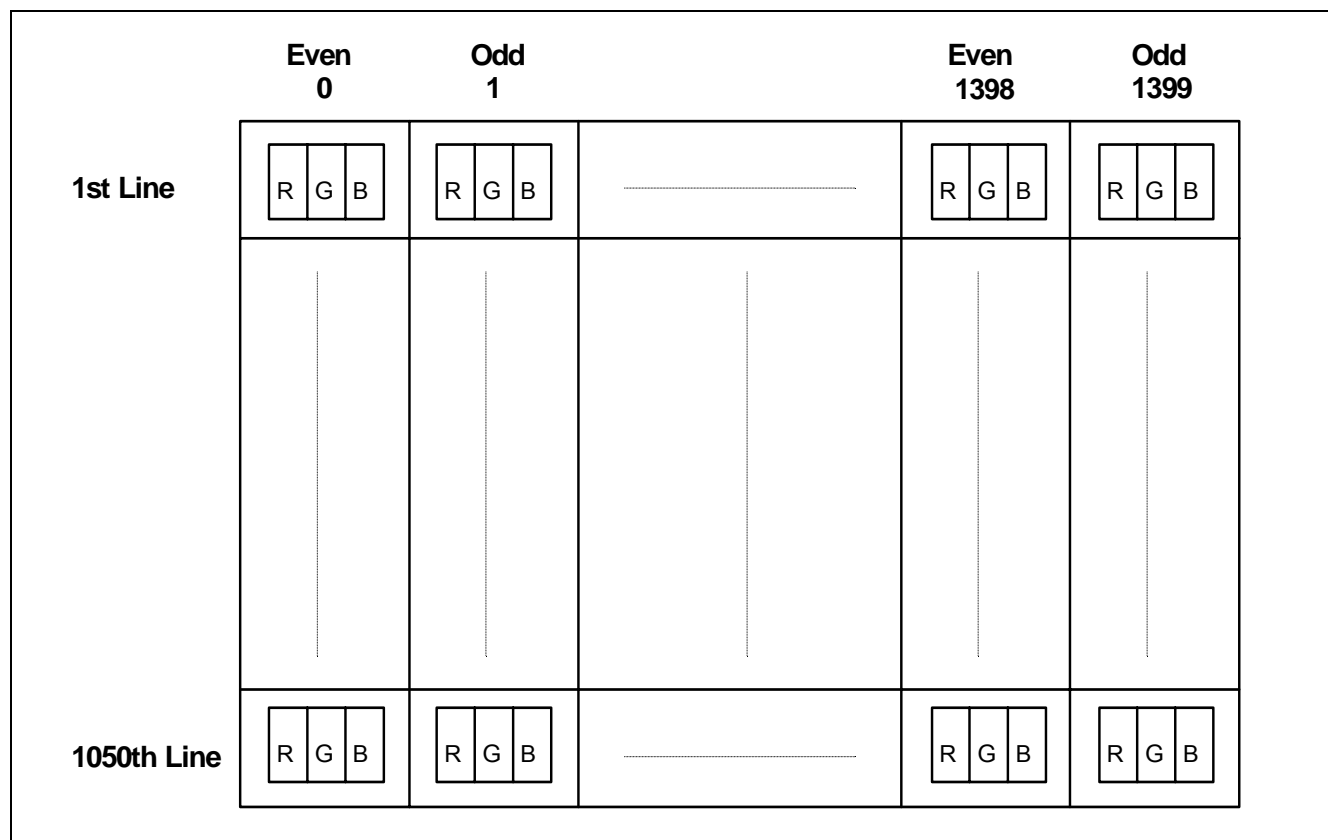 Even Odd Even Odd
0 1 1398 1399
1st Line R G B R G B R G B R G B
1050th Line R G B R G B R G B R G B